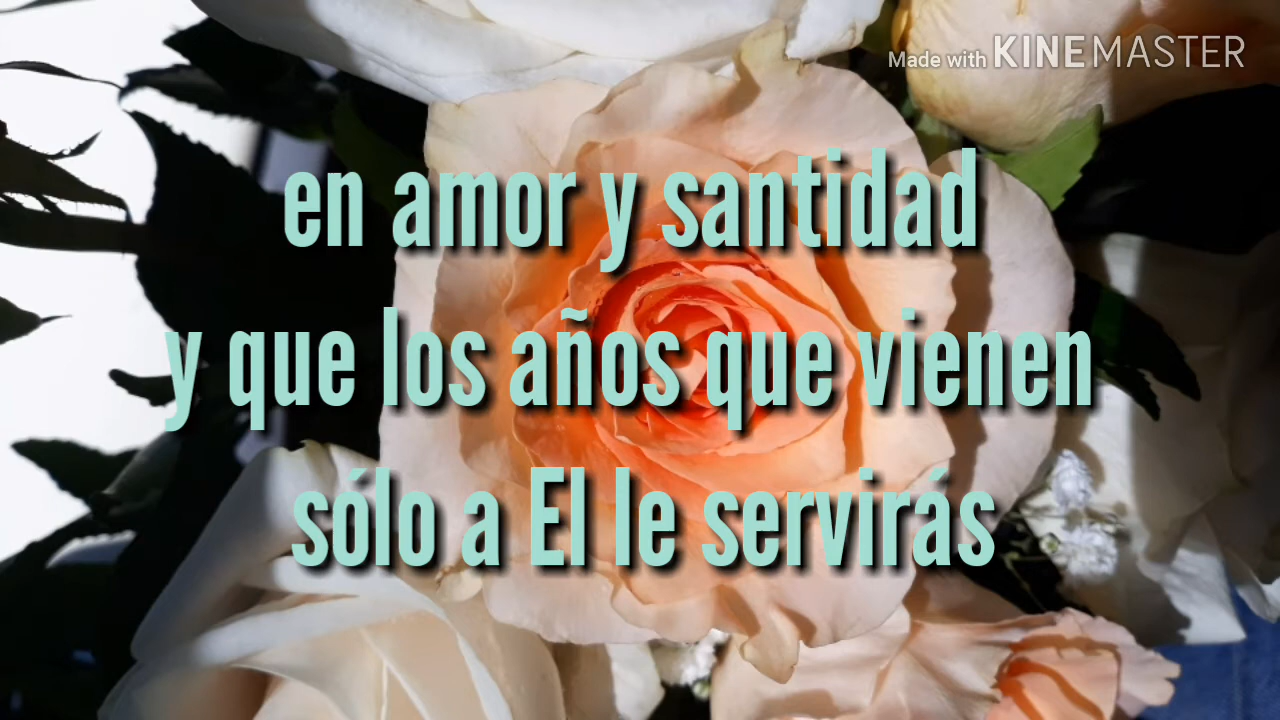 Made with KINEMASTER
en amor y santidad
y que los años que vienen
sólo a El le servirás